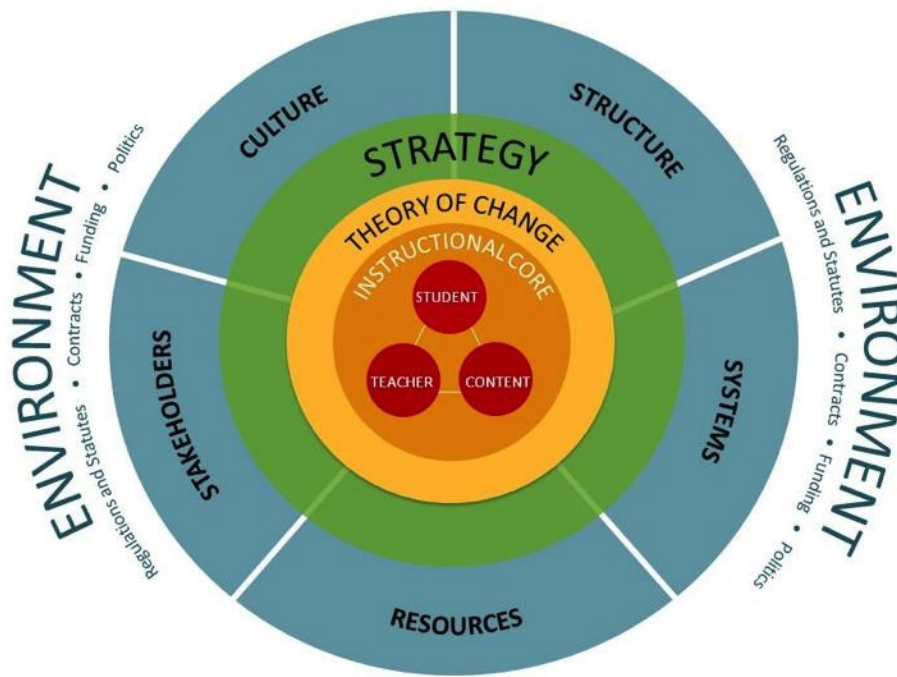 CULTURE
STRUCTURE
STRATEGY
THEORY OF CHANGE
INSTRUCTIONAL CORE
STUDENT
TEACHER
CONTENT
STAKEHOLDERS
SYSTEMS
RESOURCES
ENVIRONMENT
Regulations and Statutes • Contracts • Funding • Politics
ENVIRONMENT
Regulations and Statutes • Contracts • Funding • Politics